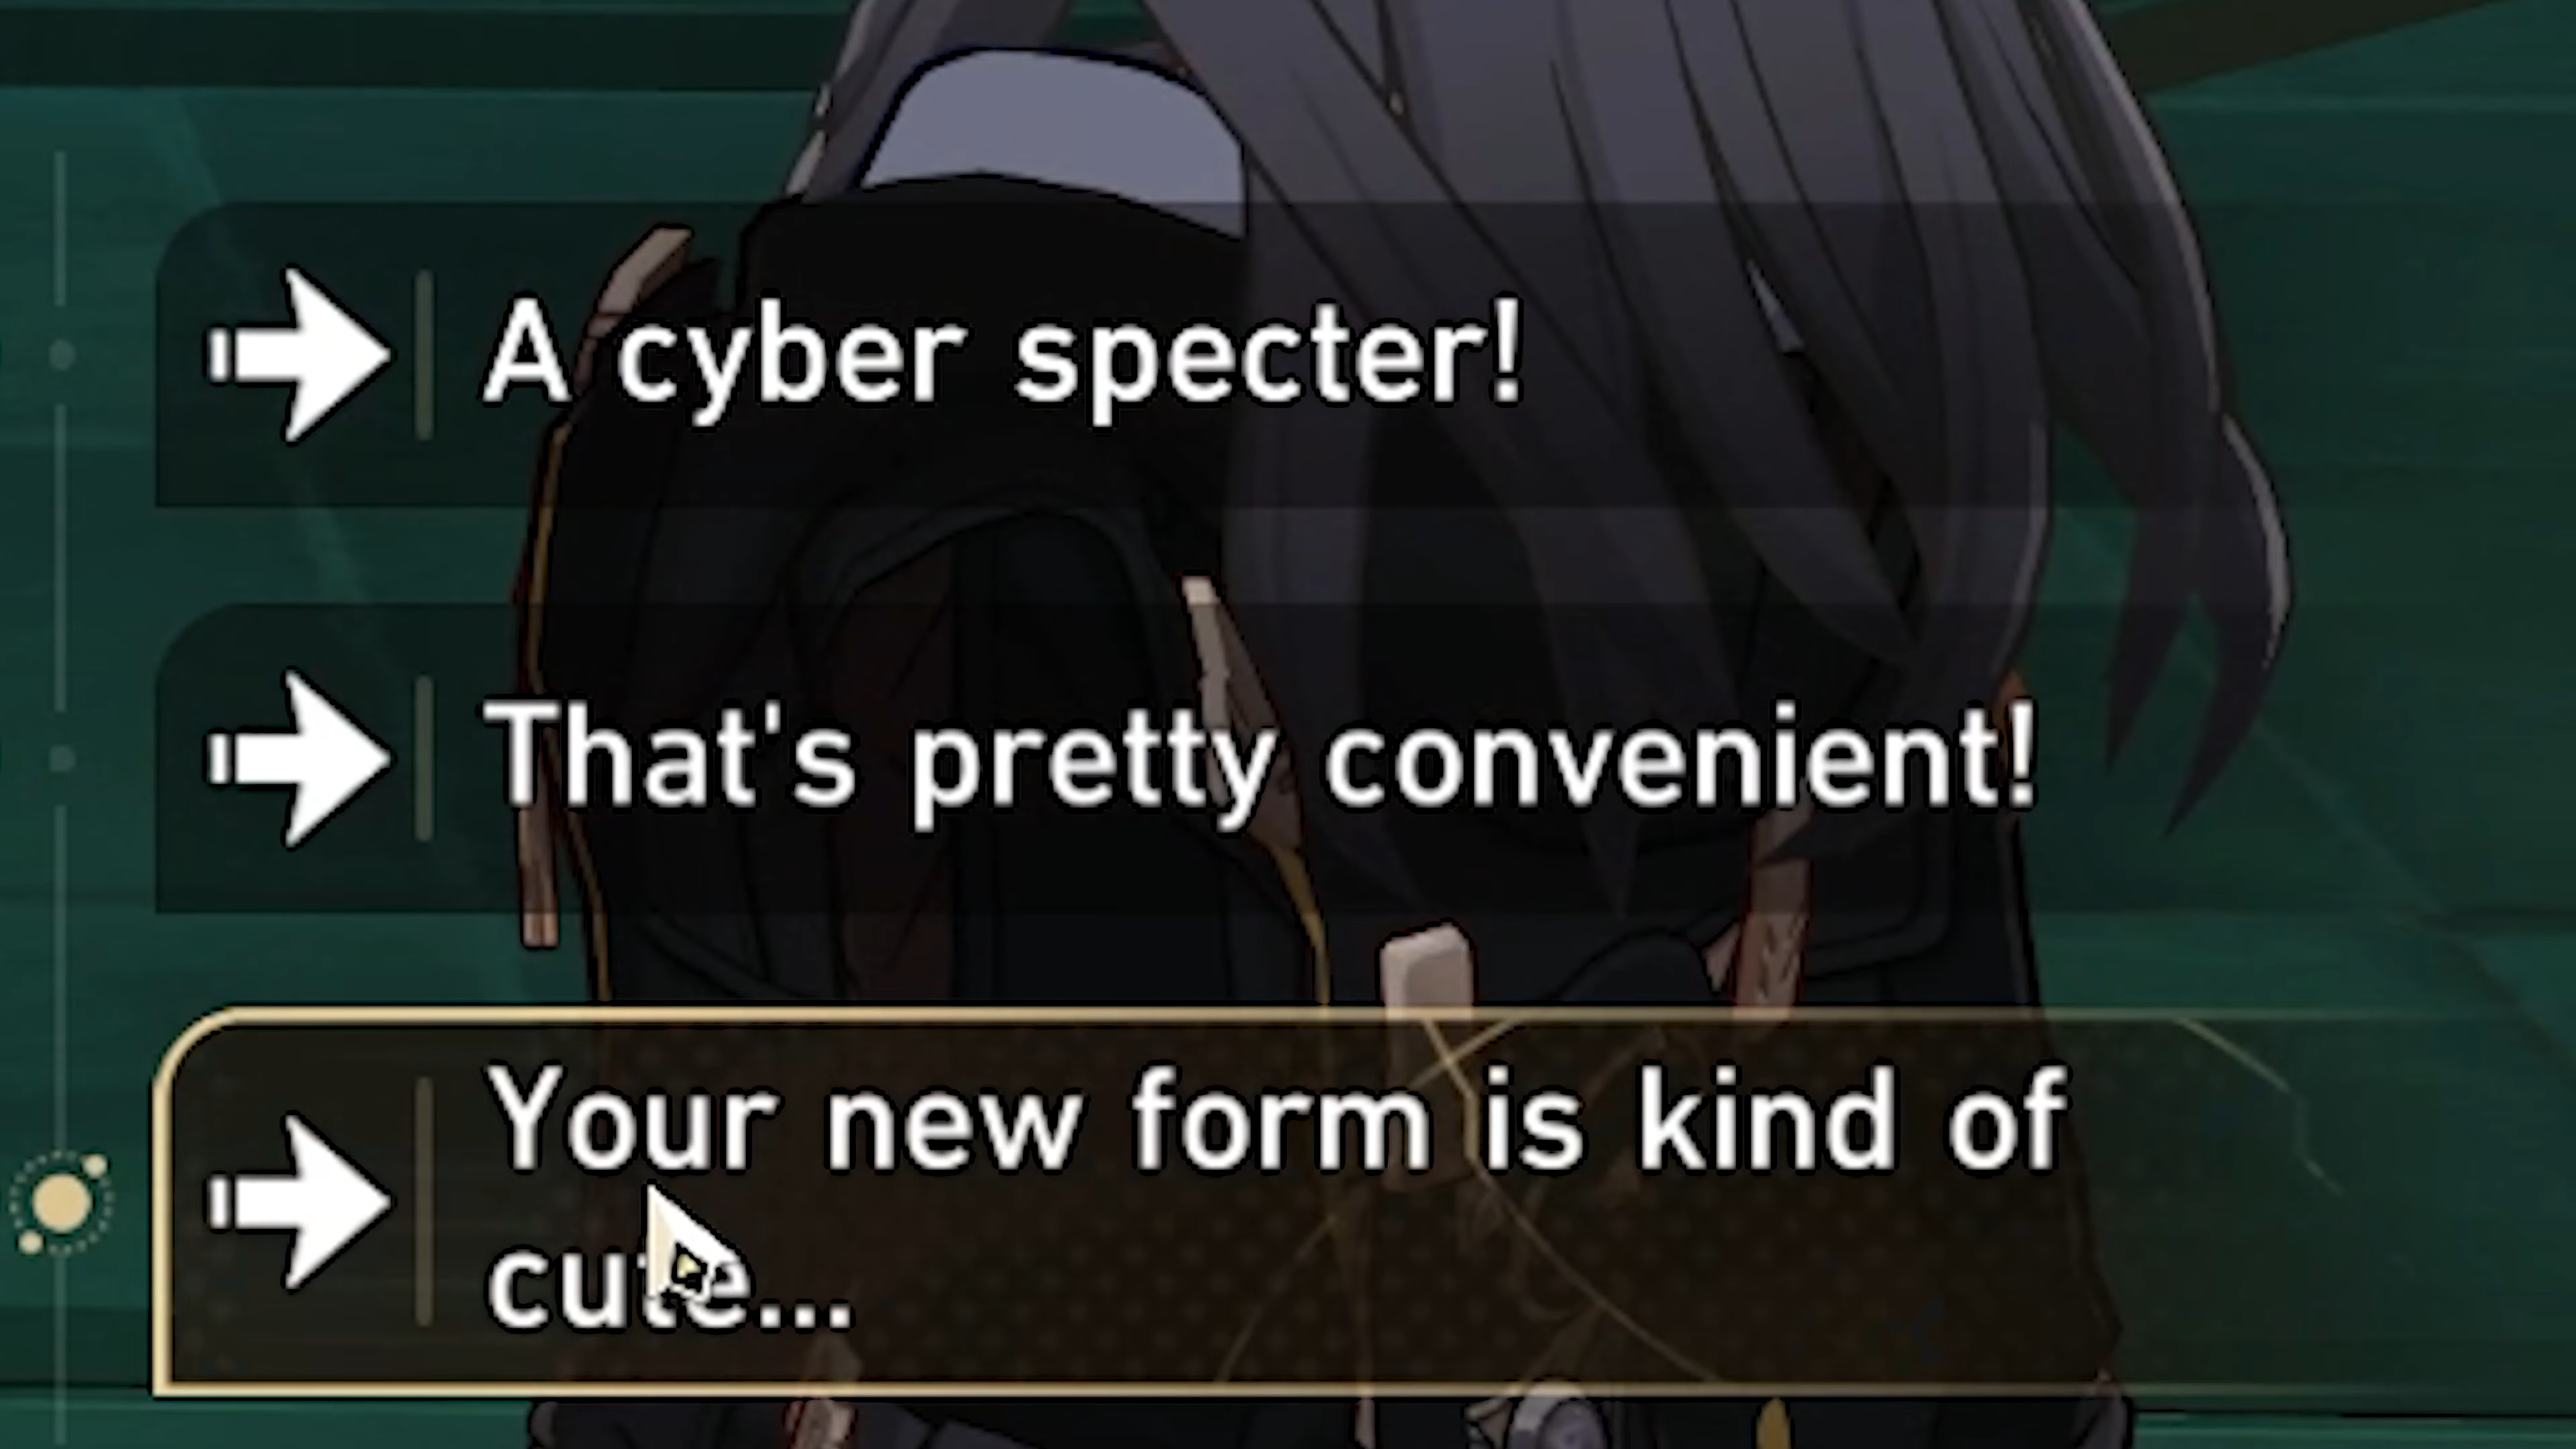 A cyber specter!
That's pretty convenient!
Your new form is kind of
cute...